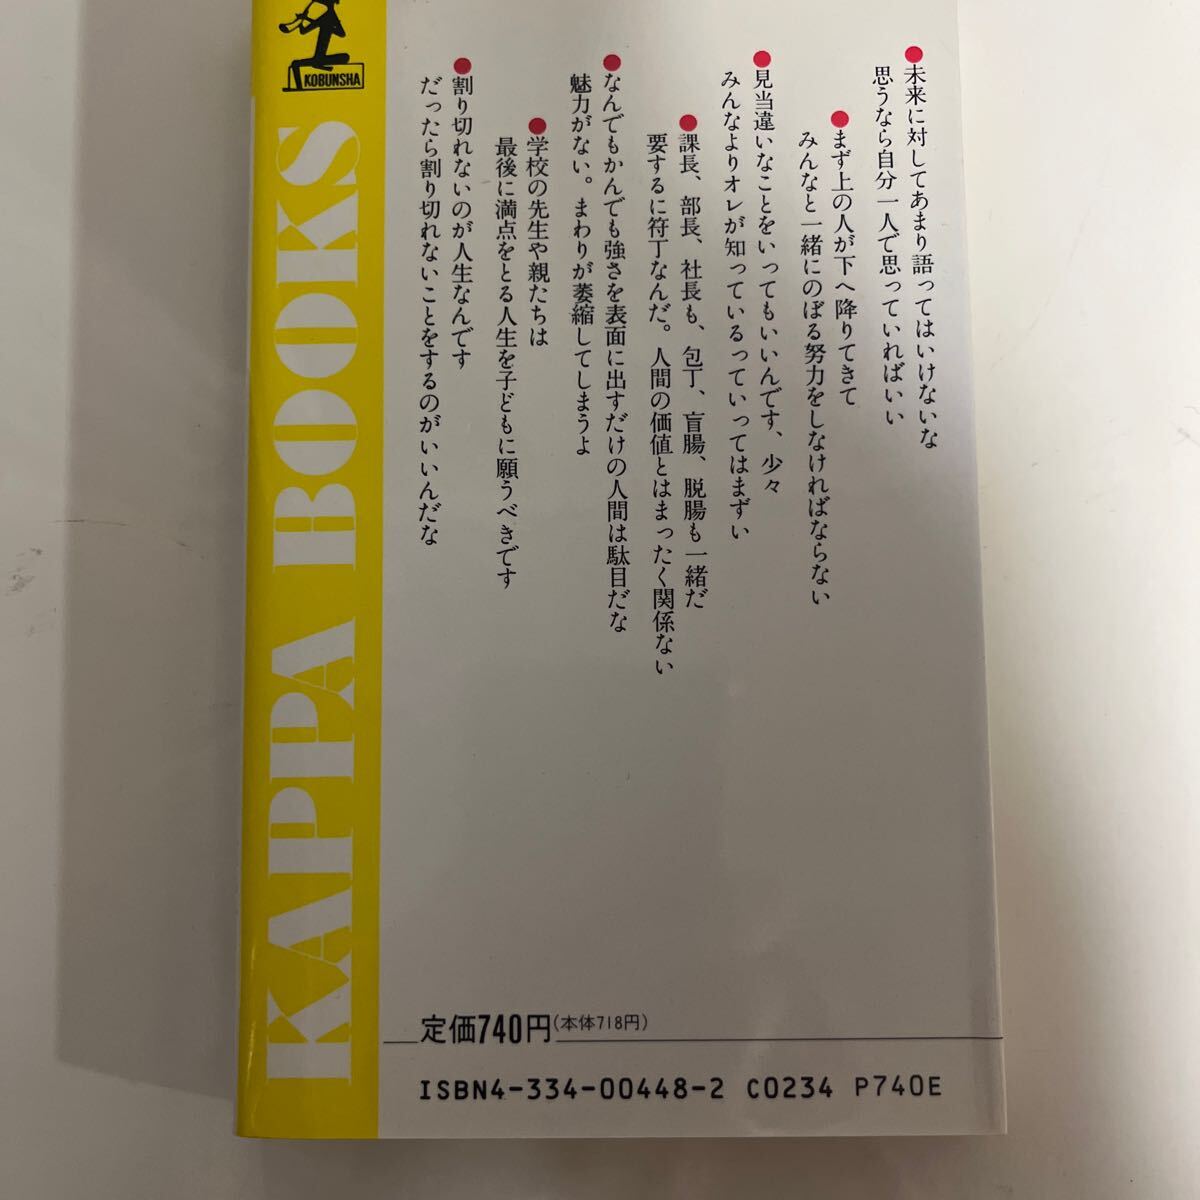 ●未来に対してあまり語ってはいけないな
思うなら自分一人で思っていればいい
●まず上の人が下へ降りてきて
みんなと一緒にのぼる努力をしなければならない
●見当違いなことをいってもいいんです、少々
みんなよりオレが知っているっていってはまずい
●課長、部長、社長も、包丁、盲腸、脱腸も一緒だ
要するに符丁なんだ。人間の価値とはまったく関係ない
●なんでもかんでも強さを表面に出すだけの人間は駄目だな
魅力がない。まわりが萎縮してしまうよ
●学校の先生や親たちは
最後に満点をとる人生を子どもに願うべきです
●割り切れないのが人生なんです
だったら割り切れないことをするのがいいんだな
KOBUNSHA
KAPPA BOOKS
定価740円(本体718円)
ISBN4-334-00448-2 C0234 P740E